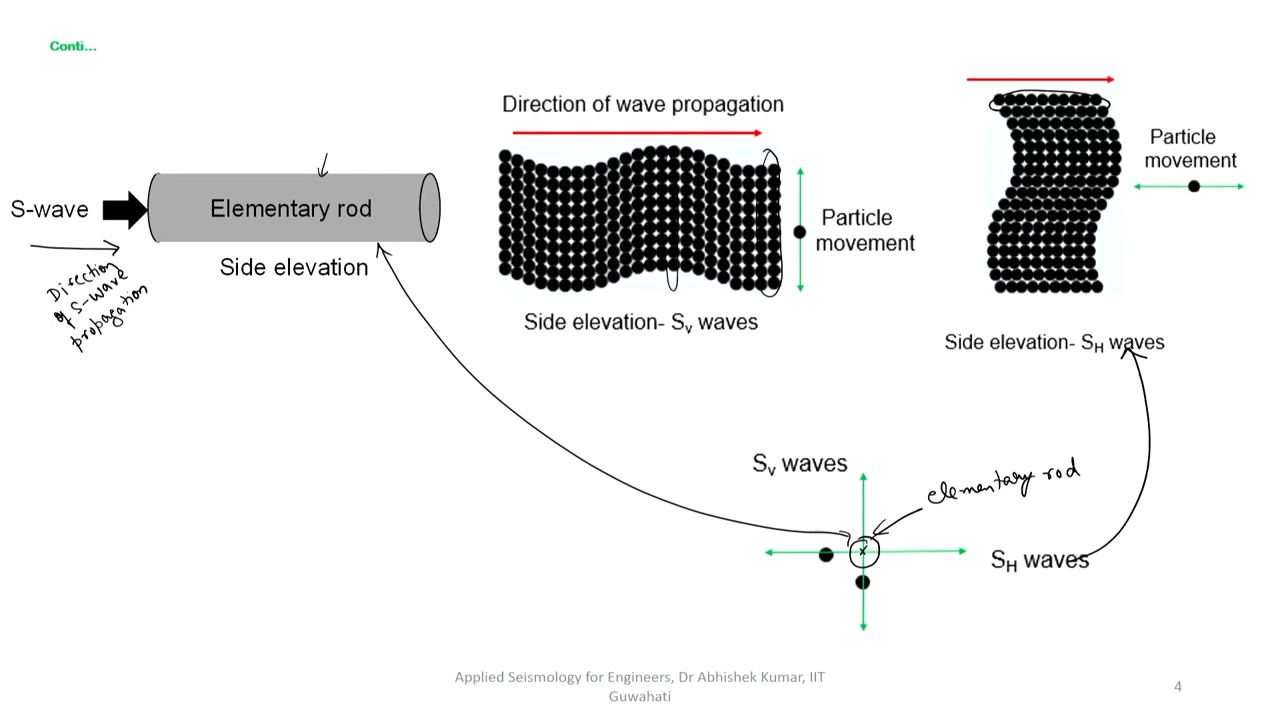 Conti...
S-wave
Elementary rod
Side elevation
Direction
of S-wave
propagation
Direction of wave propagation
Particle
movement
Side elevation- Sv waves
Particle
movement
Side elevation- SH waves
Sv waves
elementary rod
x
SH waves
Applied Seismology for Engineers, Dr Abhishek Kumar, IIT
Guwahati
4